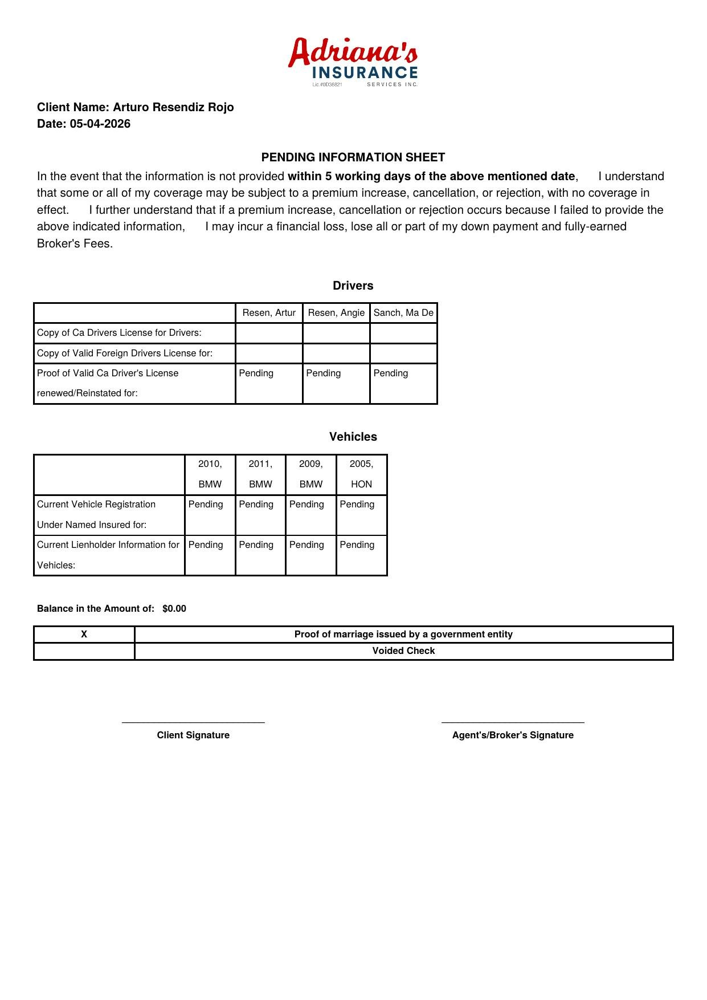 Adriana's
INSURANCE
Lic.#0D36821 SERVICES INC.
Client Name: Arturo Resendiz Rojo
Date: 05-04-2026
PENDING INFORMATION SHEET
In the event that the information is not provided within 5 working days of the above mentioned date, I understand
that some or all of my coverage may be subject to a premium increase, cancellation, or rejection, with no coverage in
effect. I further understand that if a premium increase, cancellation or rejection occurs because I failed to provide the
above indicated information, I may incur a financial loss, lose all or part of my down payment and fully-earned
Broker's Fees.
Drivers
Resen, Artur Resen, Angie Sanch, Ma De
Copy of Ca Drivers License for Drivers:
Copy of Valid Foreign Drivers License for:
Proof of Valid Ca Driver's License Pending Pending Pending
renewed/Reinstated for:
Vehicles
2010, 2011, 2009, 2005,
BMW BMW BMW HON
Current Vehicle Registration Pending Pending Pending Pending
Under Named Insured for:
Current Lienholder Information for Pending Pending Pending Pending
Vehicles:
Balance in the Amount of: $0.00
X Proof of marriage issued by a government entity
Voided Check
Client Signature Agent's/Broker's Signature